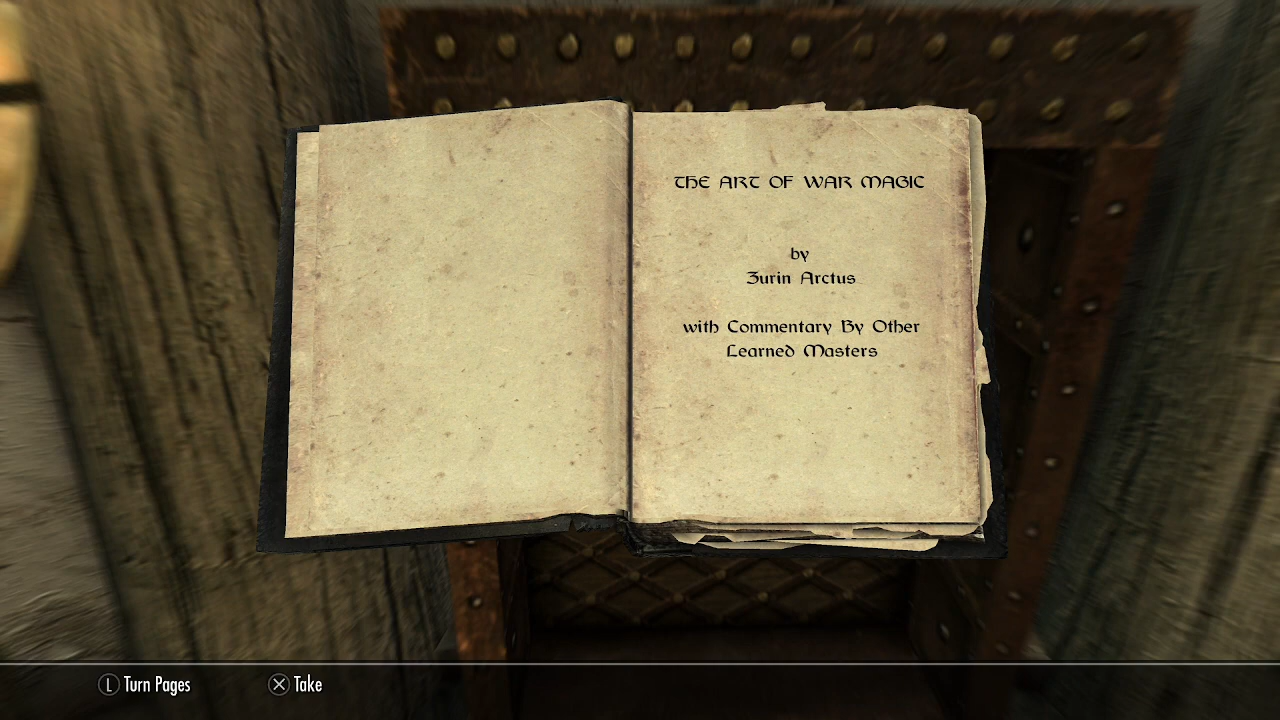 THE ART OF WAR MAGIC
by
Zurin Arctus
with Commentary By Other
Learned Masters
L Turn Pages
X Take